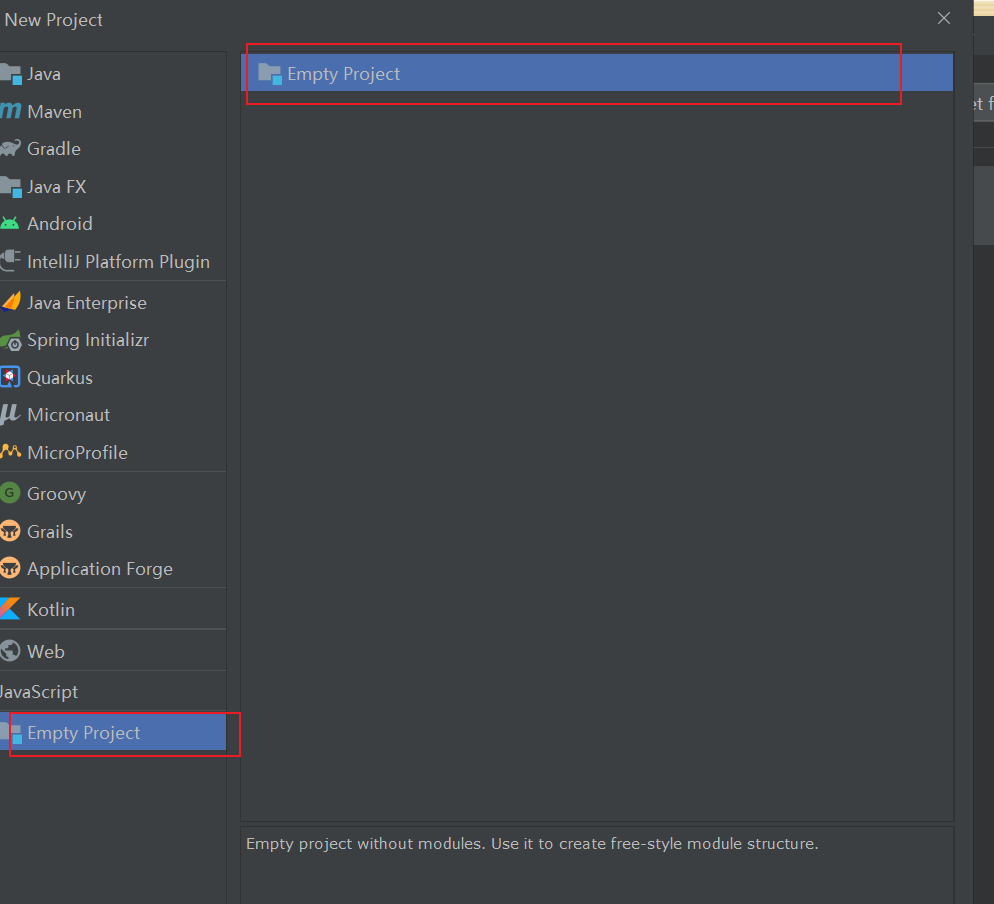 New Project
Java
Maven
Gradle
Java FX
Android
IntelliJ Platform Plugin
Java Enterprise
Spring Initializr
Quarkus
Micronaut
MicroProfile
Groovy
Grails
Application Forge
Kotlin
Web
JavaScript
Empty Project
Empty Project
Empty project without modules. Use it to create free-style module structure.